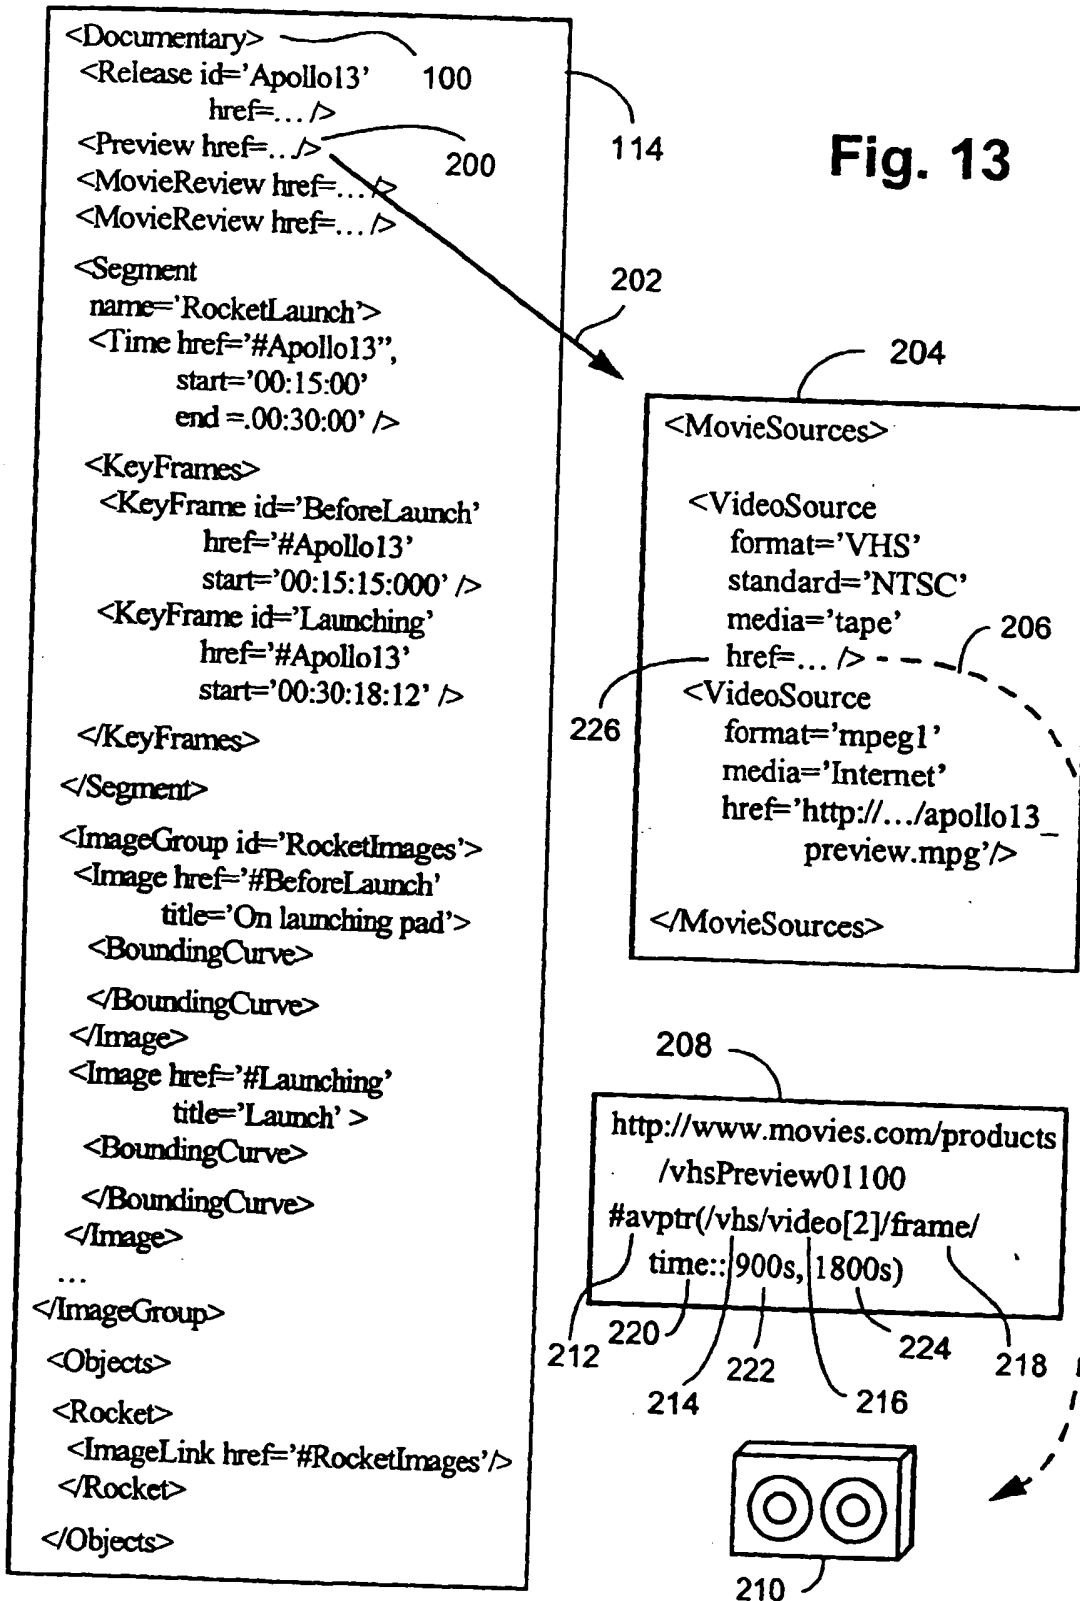 <Documentary>
100
<Release id='Apollo13'
href=... />
<Preview href=.../>
200
114
Fig. 13
<MovieReview href=... />
<MovieReview href=... />
<Segment
name='RocketLaunch'>
<Time href='#Apollo13",
start='00:15:00'
end =.00:30:00' />
<KeyFrames>
<KeyFrame id='BeforeLaunch'
href='#Apollo13'
start='00:15:15:000' />
<KeyFrame id='Launching'
href='#Apollo13'
start='00:30:18:12' />
</KeyFrames>
</Segment>
<ImageGroup id='RocketImages'>
<Image href='#BeforeLaunch'
title='On launching pad'>
<BoundingCurve>
</BoundingCurve>
</Image>
<Image href='#Launching'
title='Launch' >
<BoundingCurve>
</BoundingCurve>
</Image>
...
</ImageGroup>
<Objects>
<Rocket>
<ImageLink href='#RocketImages'/>
</Rocket>
</Objects>
202
204
<MovieSources>
<VideoSource
format='VHS'
standard='NTSC'
media='tape'
206
href=... />
226
<VideoSource
format='mpeg1'
media='Internet'
href='http://.../apollo13_
preview.mpg'/>
</MovieSources>
208
http://www.movies.com/products
/vhsPreview01100
#avptr(/vhs/video[2]/frame/
time:: 900s, 1800s)
212
220
214
222
216
224
218
210